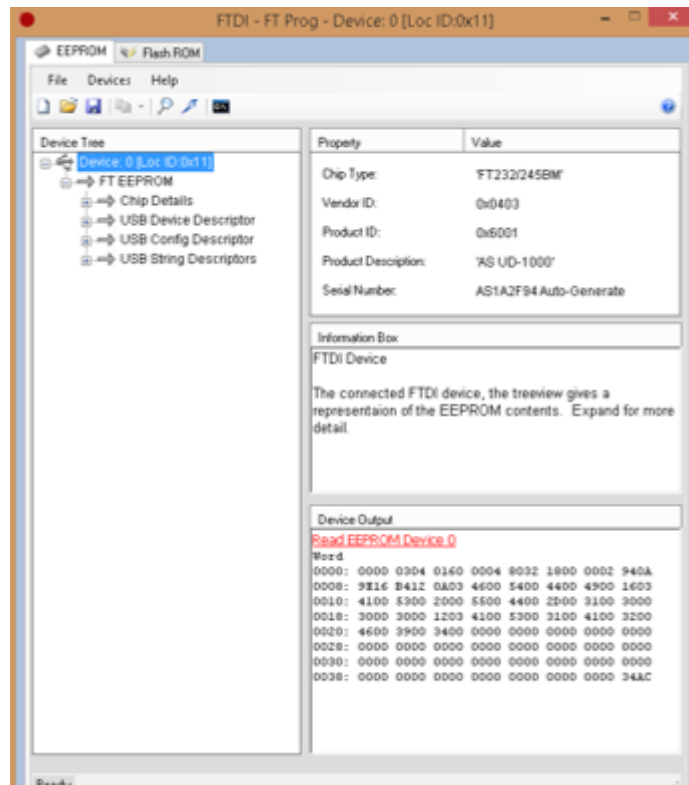 FTDI - FT Prog - Device: 0 [Loc ID:0x11]
EEPROM Flash ROM
File Devices Help
Device Tree
Device: 0 [Loc ID:0x11]
FT EEPROM
Chip Details
USB Device Descriptor
USB Config Descriptor
USB String Descriptors
Property Value
Chip Type: 'FT232/245BM'
Vendor ID: 0x0403
Product ID: 0x6001
Product Description: 'AS UD-1000'
Serial Number: AS1A2F94 Auto-Generate
Information Box
FTDI Device
The connected FTDI device, the treeview gives a
representaion of the EEPROM contents.  Expand for more
detail.
Device Output
Read EEPROM Device 0
Word
0000: 0000 0304 0160 0004 8032 1800 0002 940A
0008: 9E16 B412 0A03 4600 5400 4400 4900 1603
0010: 4100 5300 2000 5500 4400 2D00 3100 3000
0018: 3000 3000 1203 4100 5300 3100 4100 3200
0020: 4600 3900 3400 0000 0000 0000 0000 0000
0028: 0000 0000 0000 0000 0000 0000 0000 0000
0030: 0000 0000 0000 0000 0000 0000 0000 0000
0038: 0000 0000 0000 0000 0000 0000 0000 34AC
Ready